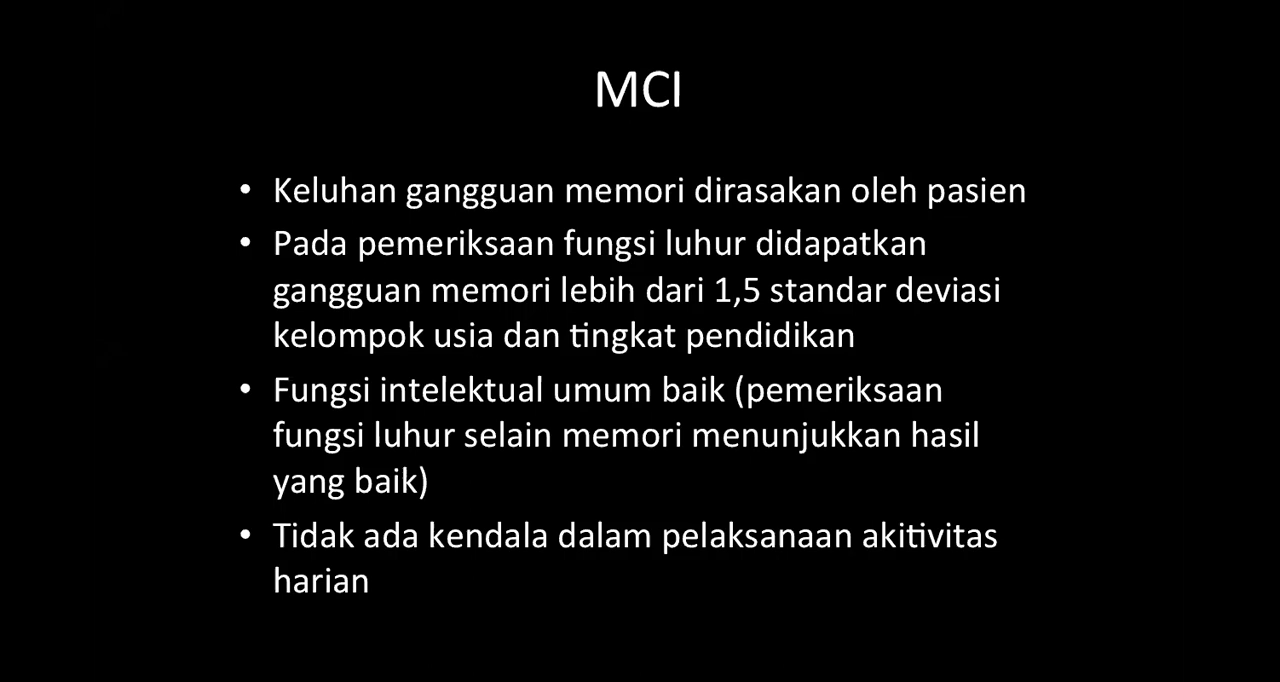 MCI
• Keluhan gangguan memori dirasakan oleh pasien
• Pada pemeriksaan fungsi luhur didapatkan
gangguan memori lebih dari 1,5 standar deviasi
kelompok usia dan tingkat pendidikan
• Fungsi intelektual umum baik (pemeriksaan
fungsi luhur selain memori menunjukkan hasil
yang baik)
• Tidak ada kendala dalam pelaksanaan akitivitas
harian